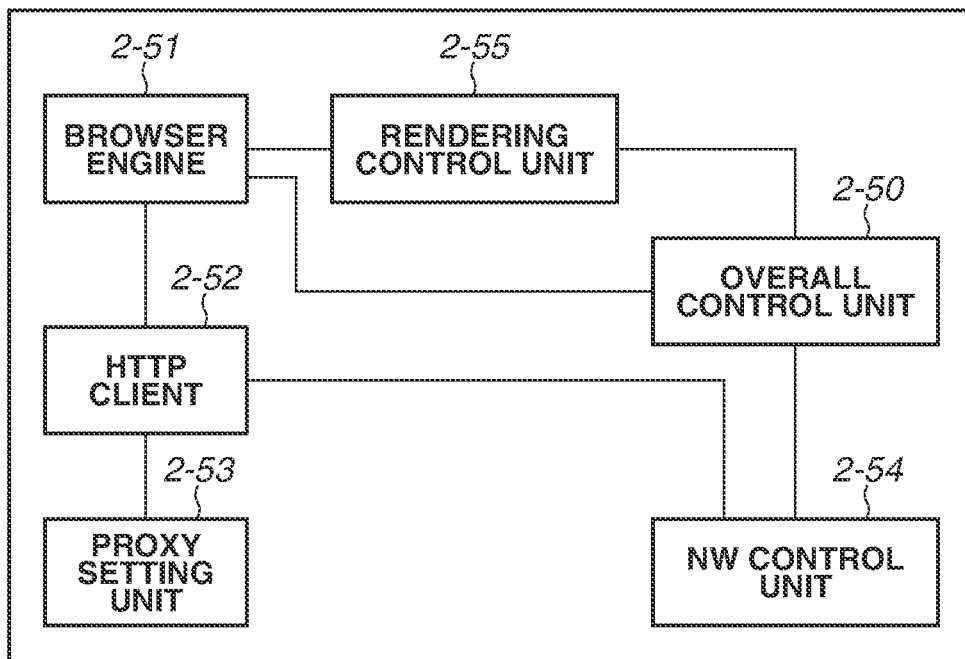 2-51
BROWSER
ENGINE
2-55
RENDERING
CONTROL UNIT
2-50
OVERALL
CONTROL UNIT
2-52
HTTP
CLIENT
2-53
PROXY
SETTING
UNIT
2-54
NW CONTROL
UNIT